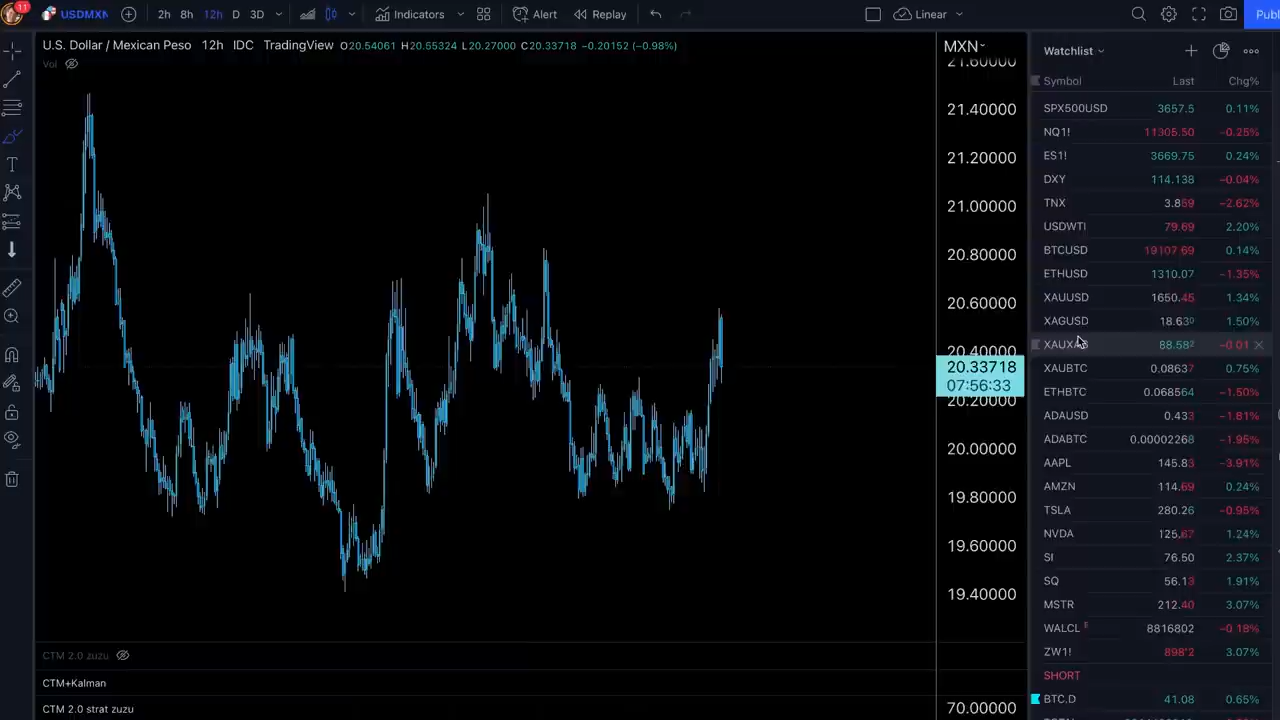 11
USDMXN
2h 8h 12h D 3D
Indicators
Alert
Replay
Linear
Publ
U.S. Dollar / Mexican Peso 12h IDC TradingView O20.54061 H20.55324 L20.27000 C20.33718 −0.20152 (−0.98%)
Vol
MXN
21.60000
21.40000
21.20000
21.00000
20.80000
20.60000
20.40000
20.33718
07:56:33
20.20000
20.00000
19.80000
19.60000
19.40000
70.00000
CTM 2.0 zuzu
CTM+Kalman
CTM 2.0 strat zuzu
Watchlist
Symbol Last Chg%
SPX500USD 3657.5 0.11%
NQ1! 11305.50 −0.25%
ES1! 3669.75 0.24%
DXY 114.138 −0.04%
TNX 3.859 −2.62%
USDWTI 79.69 2.20%
BTCUSD 19107.69 0.14%
ETHUSD 1310.07 −1.35%
XAUUSD 1650.45 1.34%
XAGUSD 18.630 1.50%
88.582 −0.01
XAUBTC 0.08637 0.75%
ETHBTC 0.068564 −1.50%
ADAUSD 0.433 −1.81%
ADABTC 0.00002268 −1.95%
AAPL 145.83 −3.91%
AMZN 114.69 0.24%
TSLA 280.26 −0.95%
NVDA 125.67 1.24%
SI 76.50 2.37%
SQ 56.13 1.91%
MSTR 212.40 3.07%
WALCL E 8816802 −0.18%
ZW1! 898'2 3.07%
SHORT
BTC.D 41.08 0.65%